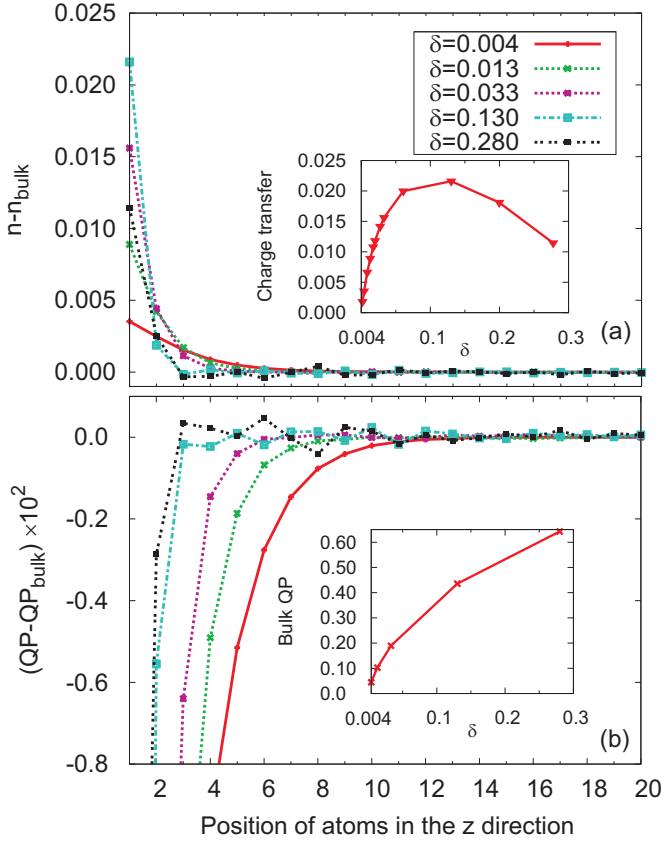 0.025
0.020
0.015
0.010
0.005
0.000
n-nbulk
δ=0.004
δ=0.013
δ=0.033
δ=0.130
δ=0.280
0.025
0.020
0.015
0.010
0.005
0.000
Charge transfer
0.004 0.1 0.2 0.3
δ
(a)
0.0
-0.2
-0.4
-0.6
-0.8
(QP-QPbulk) ×10²
0.60
0.50
0.40
0.30
0.20
0.10
0.0
Bulk QP
0.004 0.1 0.2 0.3
δ
(b)
2 4 6 8 10 12 14 16 18 20
Position of atoms in the z direction